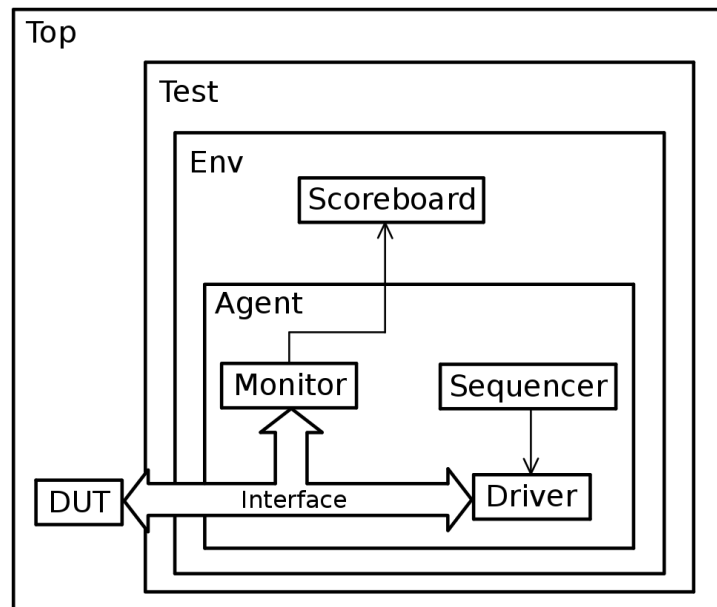 Top
Test
Env
Scoreboard
Agent
Monitor
Sequencer
DUT
Interface
Driver